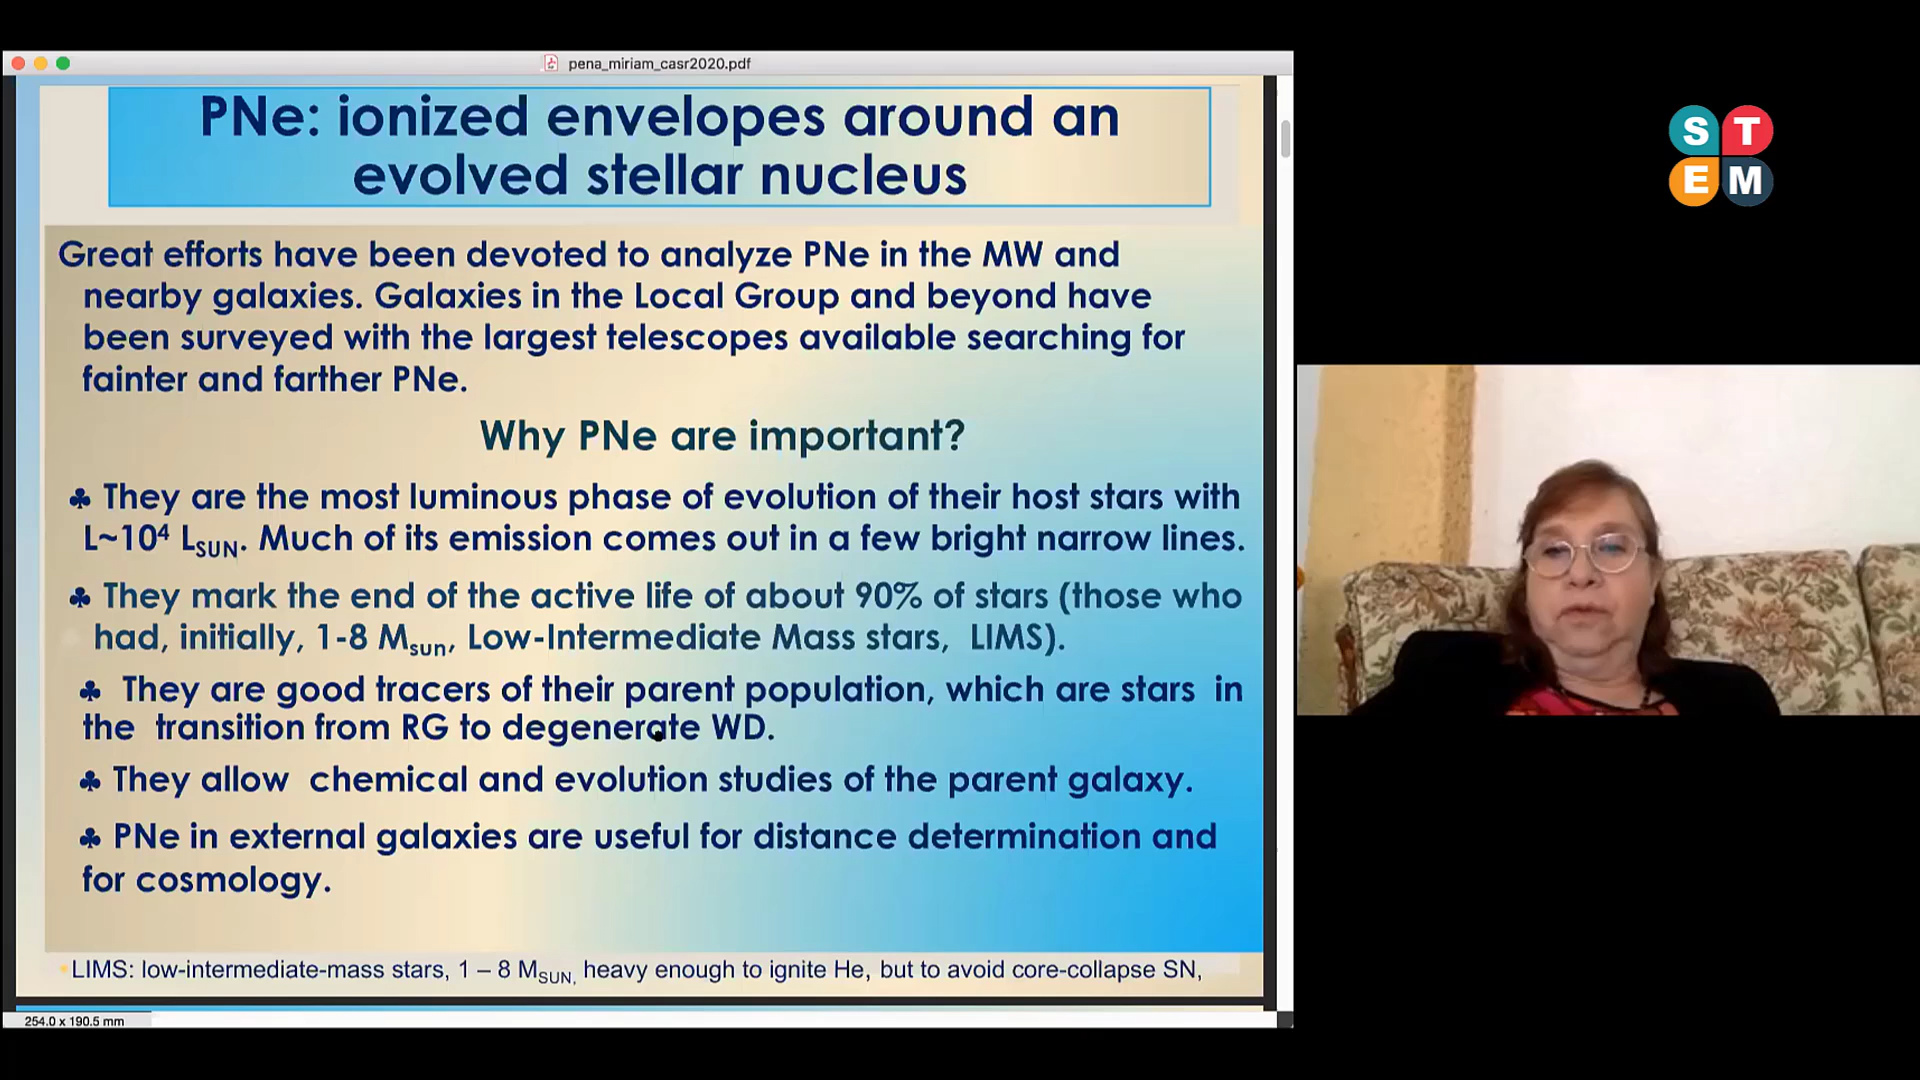 pena_miriam_casr2020.pdf
PNe: ionized envelopes around an
evolved stellar nucleus
Great efforts have been devoted to analyze PNe in the MW and
nearby galaxies. Galaxies in the Local Group and beyond have
been surveyed with the largest telescopes available searching for
fainter and farther PNe.
Why PNe are important?
♣ They are the most luminous phase of evolution of their host stars with
L~10⁴ L_SUN. Much of its emission comes out in a few bright narrow lines.
♣ They mark the end of the active life of about 90% of stars (those who
had, initially, 1-8 M_sun, Low-Intermediate Mass stars, LIMS).
♣ They are good tracers of their parent population, which are stars in
the transition from RG to degenerate WD.
♣ They allow chemical and evolution studies of the parent galaxy.
♣ PNe in external galaxies are useful for distance determination and
for cosmology.
LIMS: low-intermediate-mass stars, 1 – 8 M_SUN, heavy enough to ignite He, but to avoid core-collapse SN,
254.0 x 190.5 mm
S T
E M